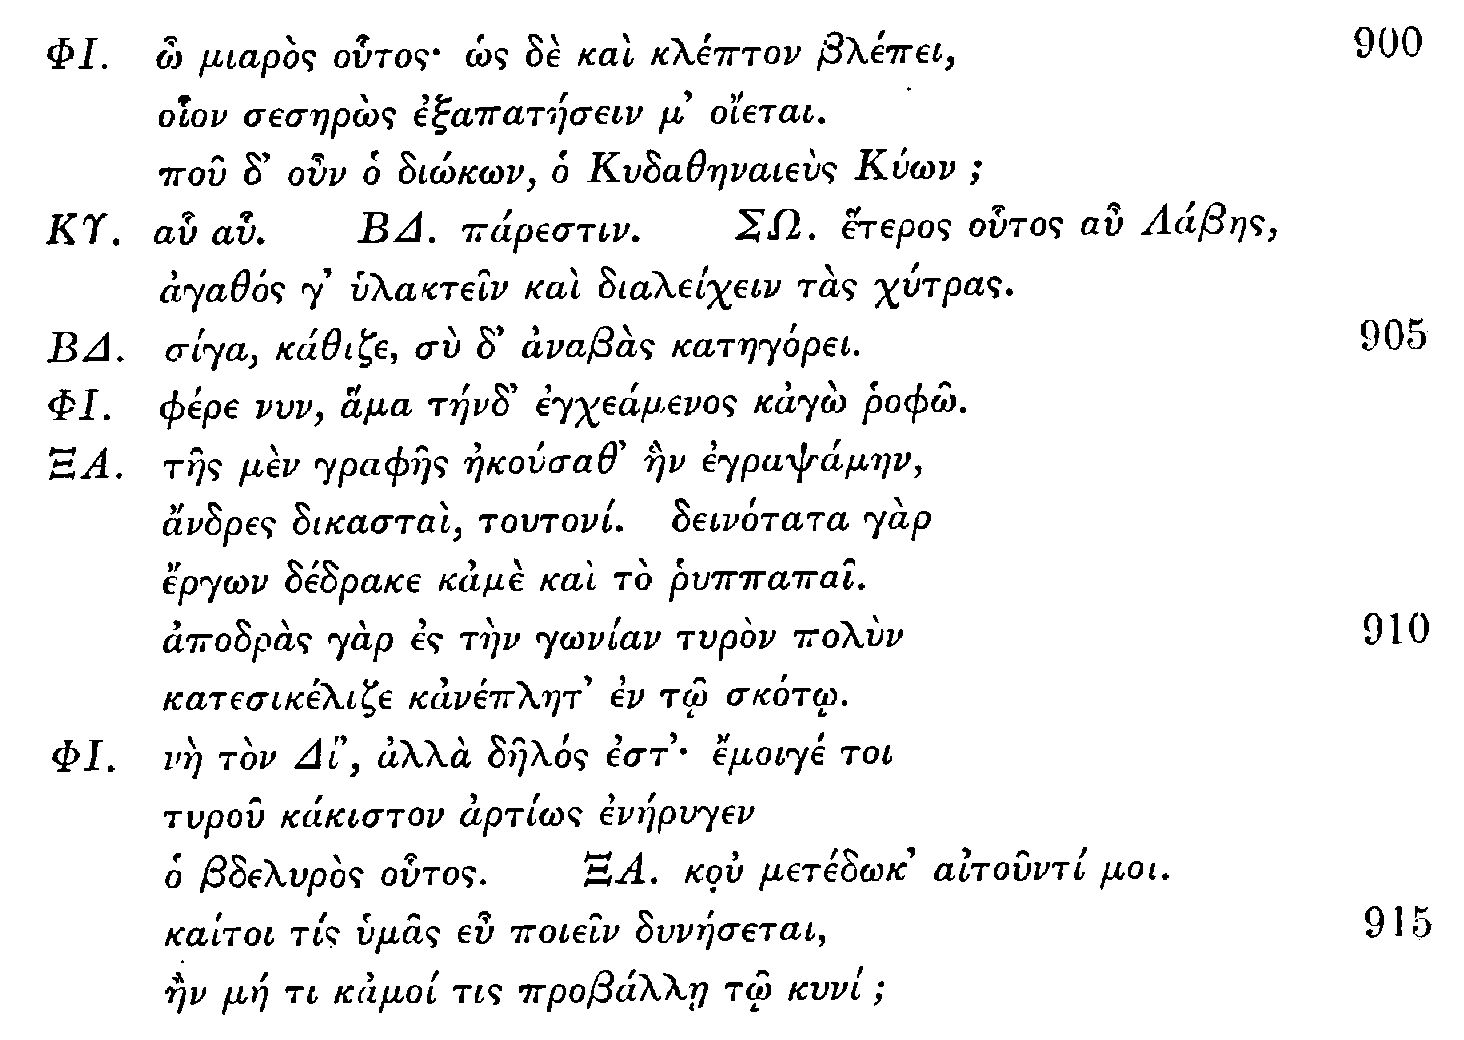 ΦΙ. ὦ μιαρὸς οὗτος· ὡς δὲ καὶ κλέπτον βλέπει, 900
οἷον σεσηρὼς ἐξαπατήσειν μ' οἴεται.
ποῦ δ' οὖν ὁ διώκων, ὁ Κυδαθηναιεὺς Κύων ;
ΚΥ. αὖ αὖ. ΒΔ. πάρεστιν. ΣΩ. ἕτερος οὗτος αὖ Λάβης,
ἀγαθός γ' ὑλακτεῖν καὶ διαλείχειν τὰς χύτρας.
ΒΔ. σίγα, κάθιζε, σὺ δ' ἀναβὰς κατηγόρει. 905
ΦΙ. φέρε νυν, ἅμα τήνδ' ἐγχεάμενος κἀγὼ ῥοφῶ.
ΞΑ. τῆς μὲν γραφῆς ἠκούσαθ' ἣν ἐγραψάμην,
ἄνδρες δικασταὶ, τουτονί. δεινότατα γὰρ
ἔργων δέδρακε κἀμὲ καὶ τὸ ῥυππαπαῖ.
ἀποδρὰς γὰρ ἐς τὴν γωνίαν τυρὸν πολὺν 910
κατεσικέλιζε κἀνέπλητ' ἐν τῷ σκότῳ.
ΦΙ. νὴ τὸν Δί', ἀλλὰ δῆλός ἐστ'· ἔμοιγέ τοι
τυροῦ κάκιστον ἀρτίως ἐνήρυγεν
ὁ βδελυρὸς οὗτος. ΞΑ. κοὐ μετέδωκ' αἰτοῦντί μοι.
καίτοι τίς ὑμᾶς εὖ ποιεῖν δυνήσεται, 915
ἢν μή τι κἀμοί τις προβάλλῃ τῷ κυνί ;